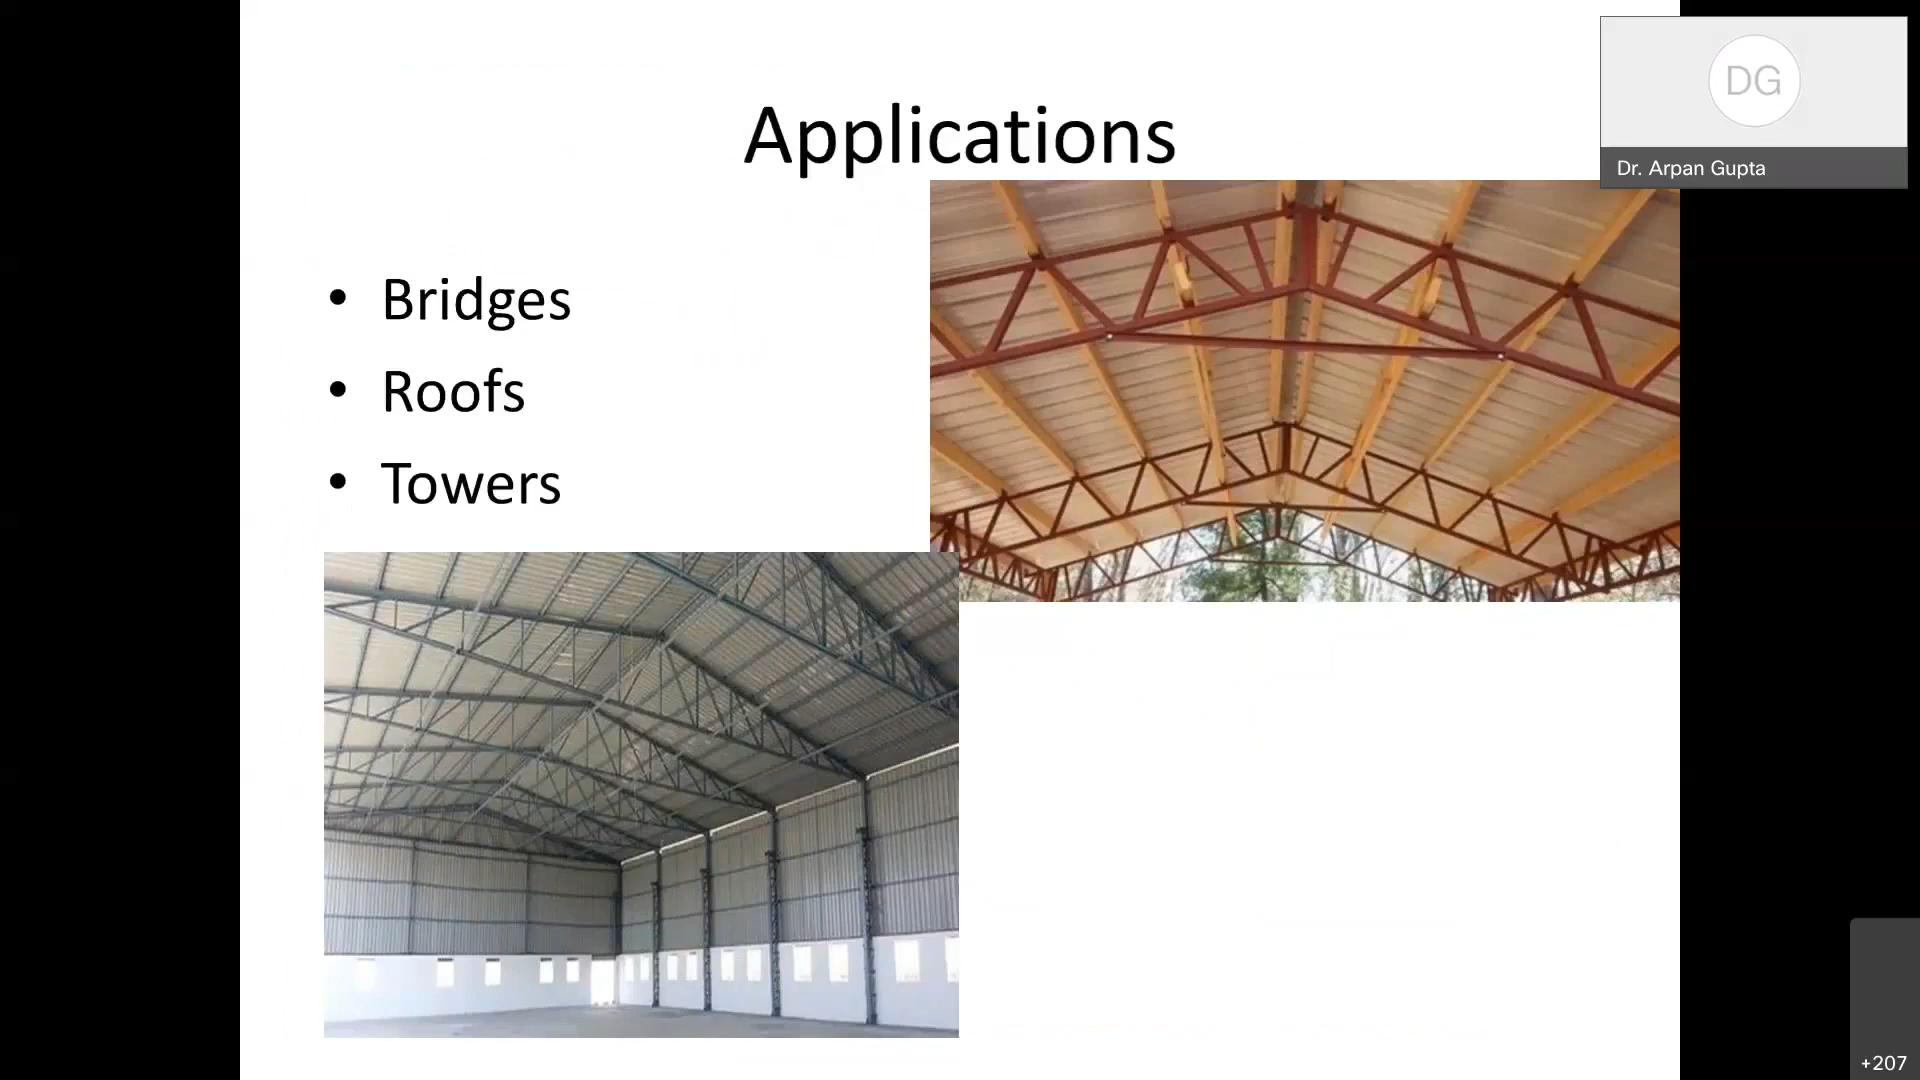 Applications
DG
Dr. Arpan Gupta
• Bridges
• Roofs
• Towers
+207